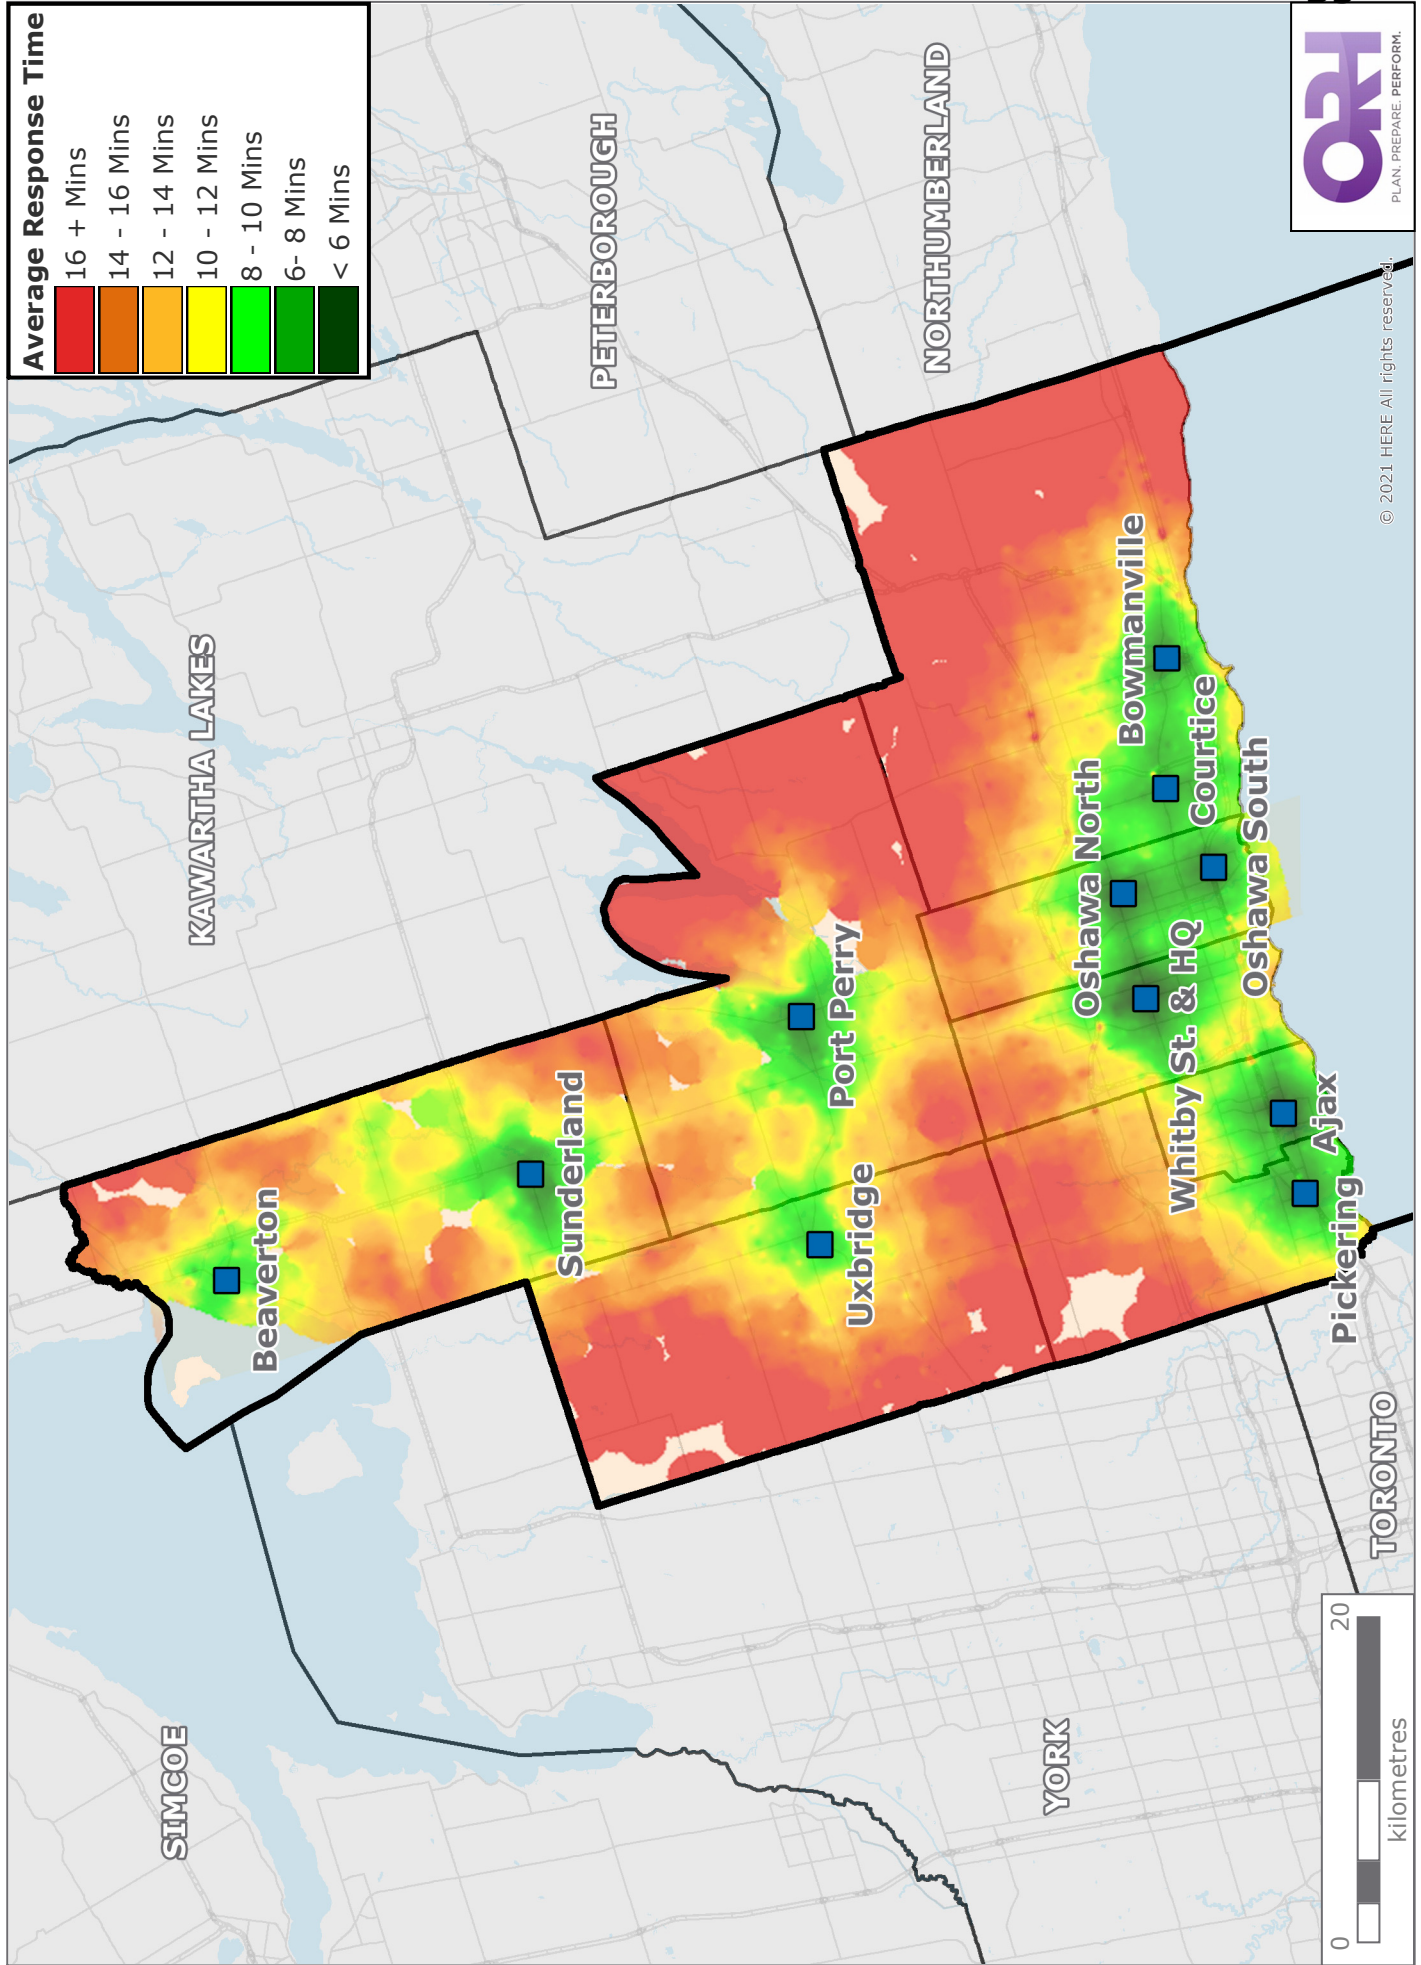 Average Response Time
16 + Mins
14 - 16 Mins
12 - 14 Mins
10 - 12 Mins
8 - 10 Mins
6- 8 Mins
< 6 Mins
SIMCOE
KAWARTHA LAKES
PETERBOROUGH
NORTHUMBERLAND
YORK
TORONTO
Beaverton
Sunderland
Uxbridge
Port Perry
Oshawa North
Bowmanville
Whitby St. & HQ
Courtice
Oshawa South
Ajax
Pickering
0 20
kilometres
© 2021 HERE All rights reserved.
ORH
PLAN. PREPARE. PERFORM.